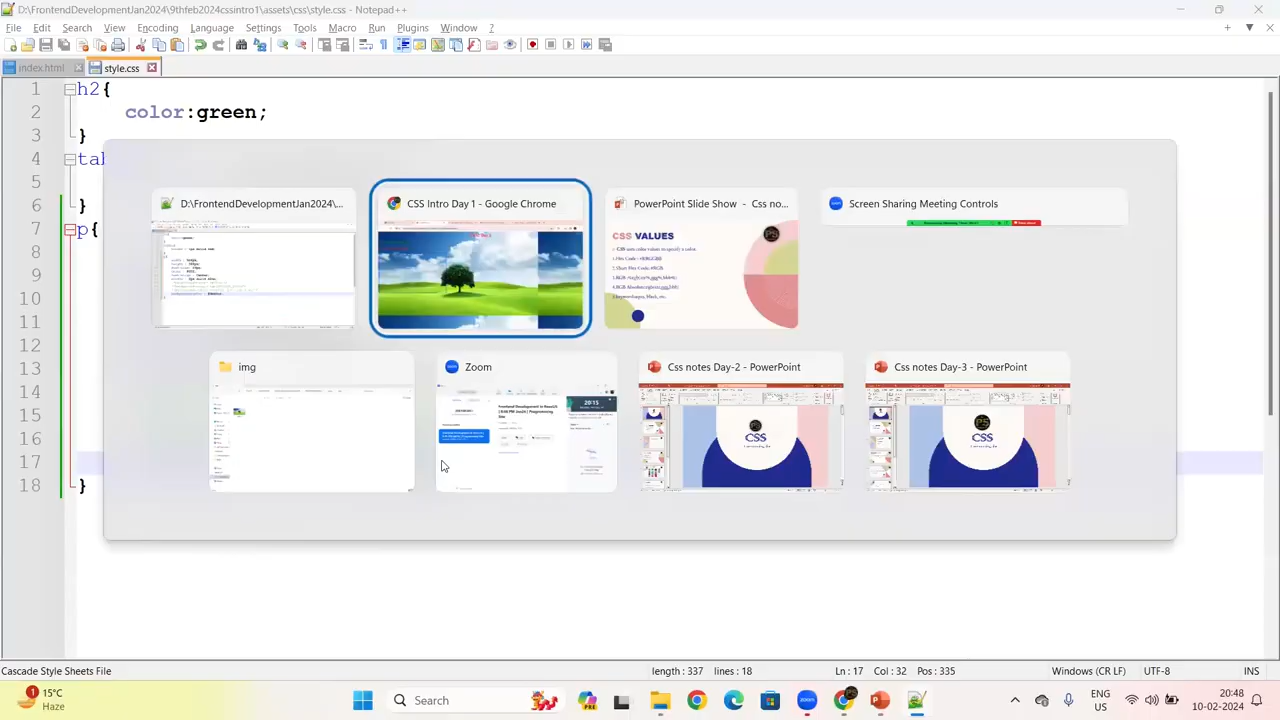 D:\FrontendDevelopmentJan2024\9thfeb2024cssintro1\assets\css\style.css - Notepad++
File Edit Search View Encoding Language Settings Tools Macro Run Plugins Window ?
index.html style.css
1 h2{
2 color:green;
3 }
4 tab
5
6 }
7 p{
8
9
10
11
12
13
14
15
16
17
18 }
D:\FrontendDevelopmentJan2024\...
CSS Intro Day 1 - Google Chrome
PowerPoint Slide Show - Css no...
Screen Sharing Meeting Controls
CSS VALUES
img
Zoom
Css notes Day-2 - PowerPoint
Css notes Day-3 - PowerPoint
20:15
CSS
CSS
Cascade Style Sheets File length : 337 lines : 18 Ln : 17 Col : 32 Pos : 335 Windows (CR LF) UTF-8 INS
1
15°C
Haze
Search
PRE
ENG
US
20:48
10-02-2024